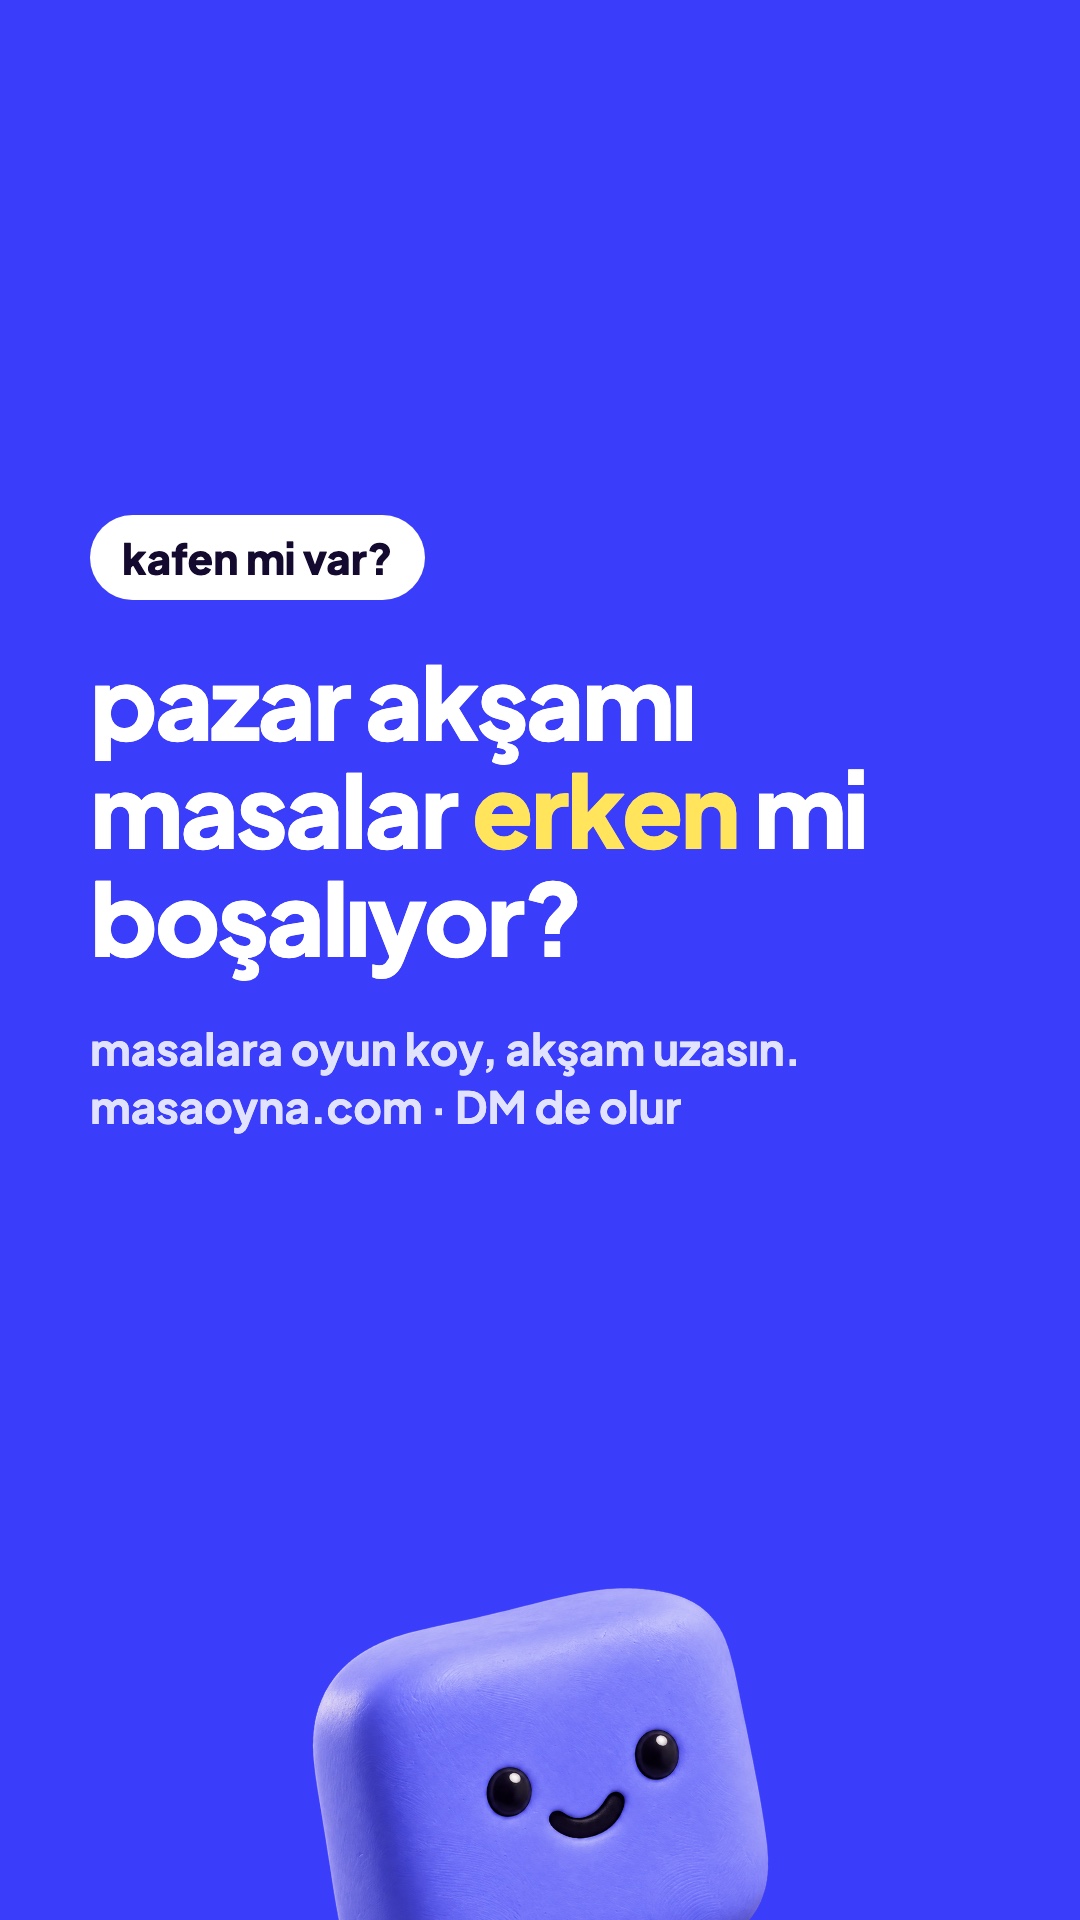 kafen mi var?
pazar akşamı
masalar erken mi
boşalıyor?
masalara oyun koy, akşam uzasın.
masaoyna.com · DM de olur